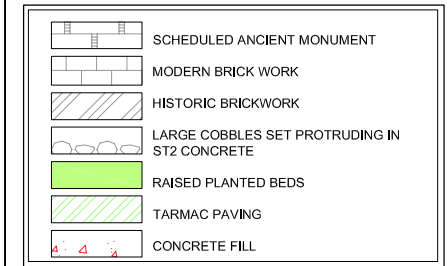 SCHEDULED ANCIENT MONUMENT
MODERN BRICK WORK
HISTORIC BRICKWORK
LARGE COBBLES SET PROTRUDING IN
ST2 CONCRETE
RAISED PLANTED BEDS
TARMAC PAVING
CONCRETE FILL